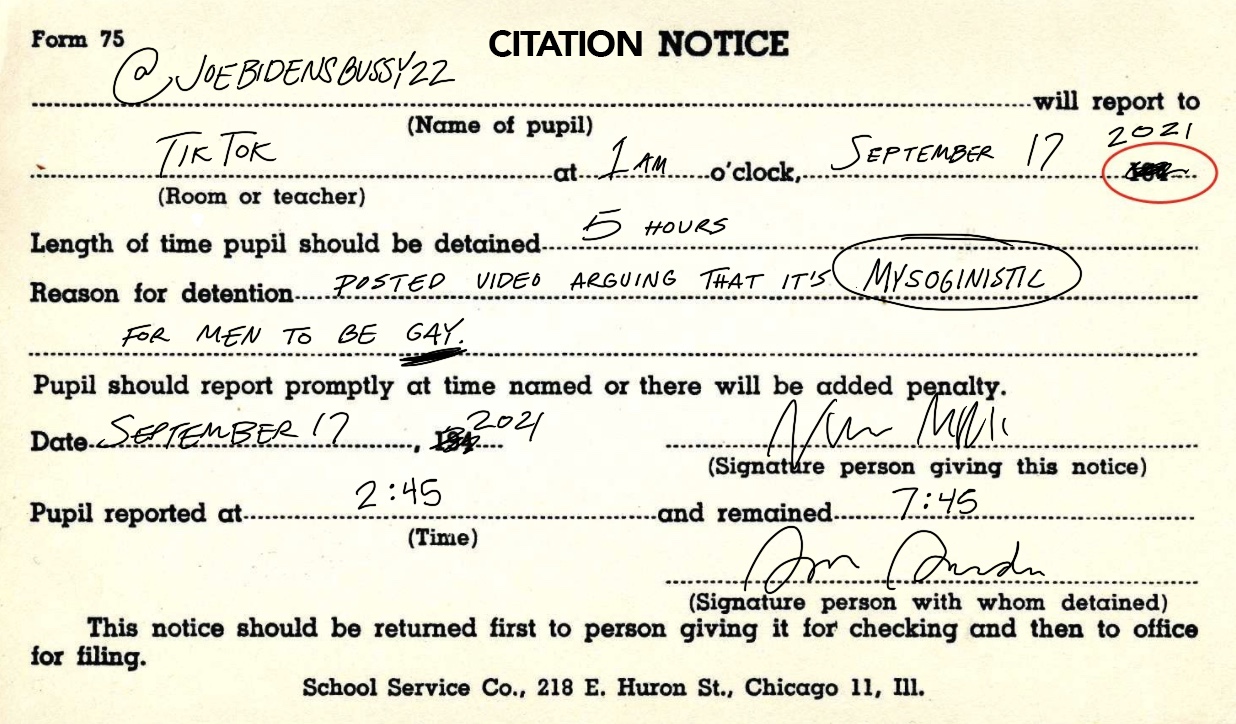 Form 75
CITATION NOTICE
@JOEBIDENSBUSSY22
will report to
(Name of pupil)
2021
TIKTOK at 1 AM o'clock, SEPTEMBER 17
(Room or teacher)
Length of time pupil should be detained 5 HOURS
Reason for detention POSTED VIDEO ARGUING THAT IT'S MYSOGINISTIC
FOR MEN TO BE GAY.
Pupil should report promptly at time named or there will be added penalty.
Date SEPTEMBER 17, 2021
(Signature person giving this notice)
Pupil reported at 2:45 and remained 7:45
(Time)
(Signature person with whom detained)
This notice should be returned first to person giving it for checking and then to office
for filing.
School Service Co., 218 E. Huron St., Chicago 11, Ill.